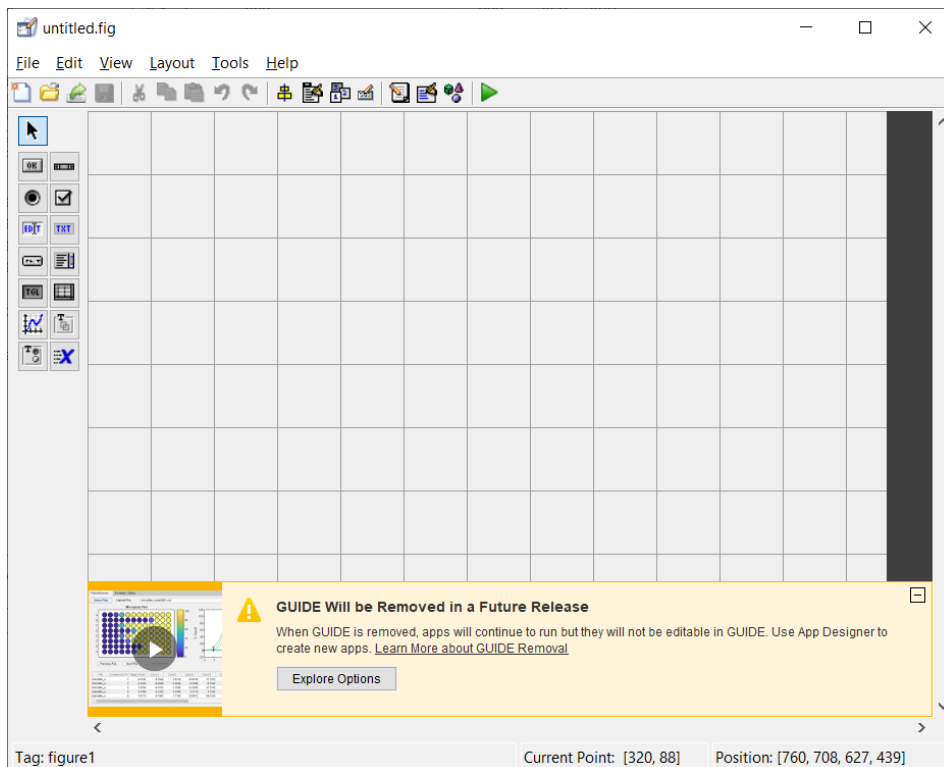 untitled.fig
File Edit View Layout Tools Help
OK
EDIT TXT
TGL
T
T X
GUIDE Will be Removed in a Future Release
When GUIDE is removed, apps will continue to run but they will not be editable in GUIDE. Use App Designer to
create new apps. Learn More about GUIDE Removal
Explore Options
Tag: figure1 Current Point: [320, 88] Position: [760, 708, 627, 439]